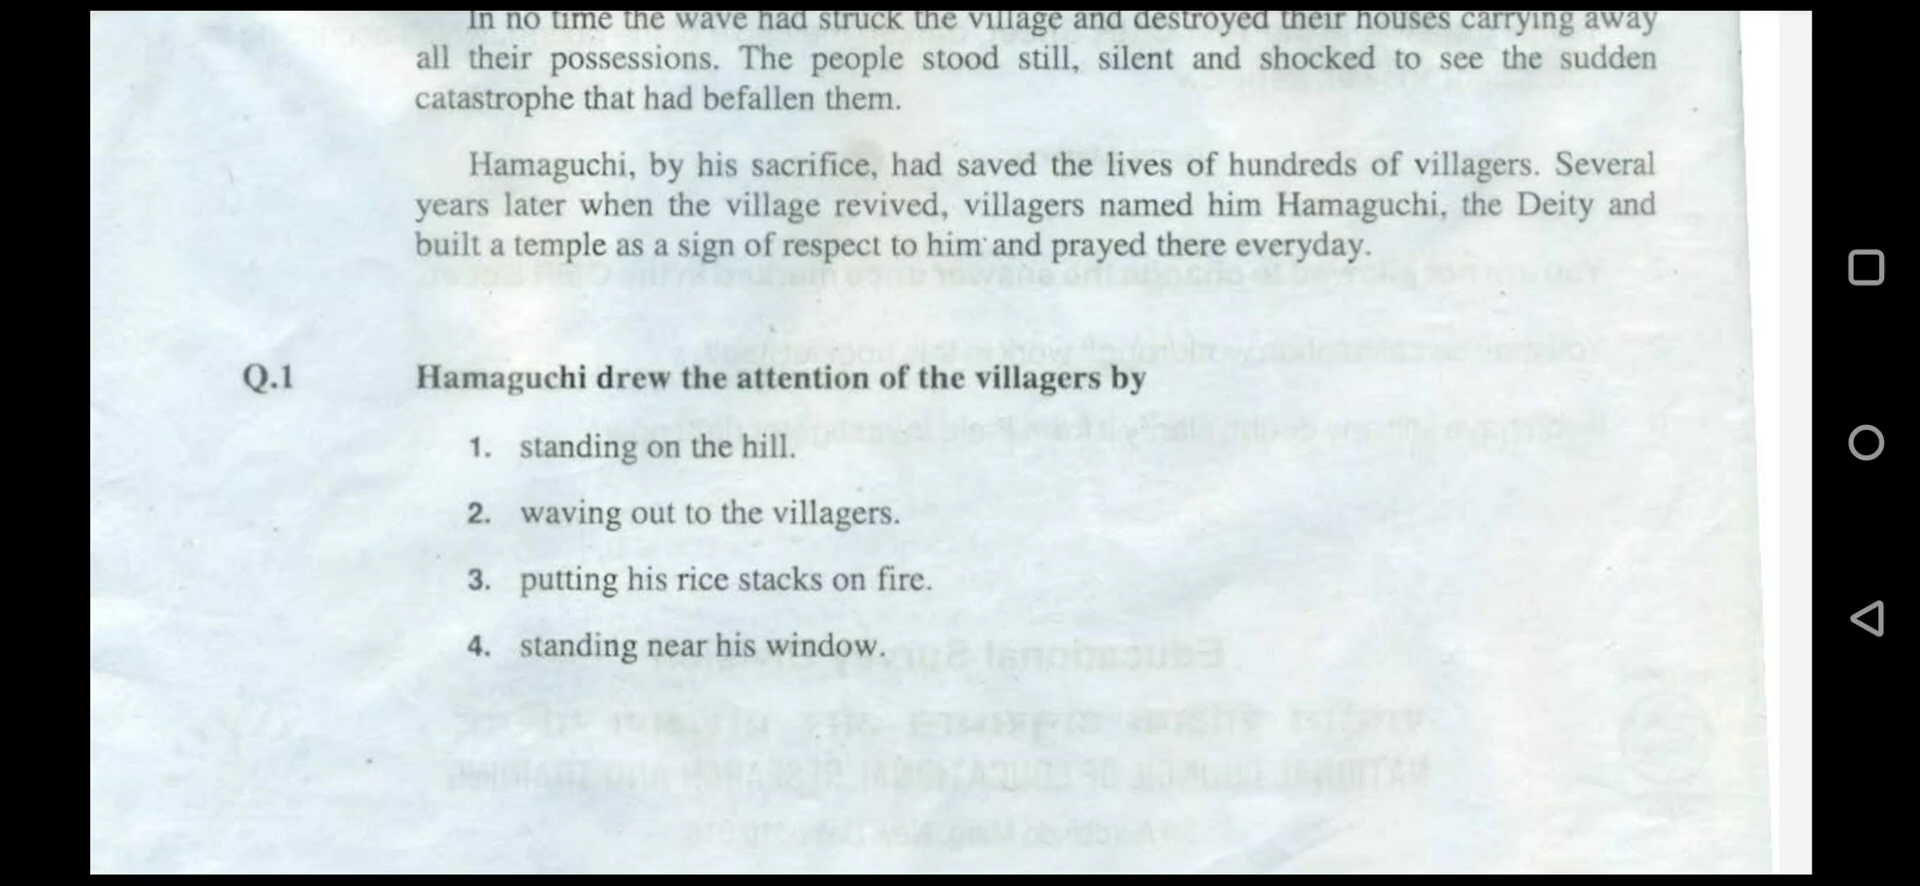 In no time the wave had struck the village and destroyed their houses carrying away
all their possessions. The people stood still, silent and shocked to see the sudden
catastrophe that had befallen them.
Hamaguchi, by his sacrifice, had saved the lives of hundreds of villagers. Several
years later when the village revived, villagers named him Hamaguchi, the Deity and
built a temple as a sign of respect to him and prayed there everyday.
Q.1 Hamaguchi drew the attention of the villagers by
1. standing on the hill.
2. waving out to the villagers.
3. putting his rice stacks on fire.
4. standing near his window.